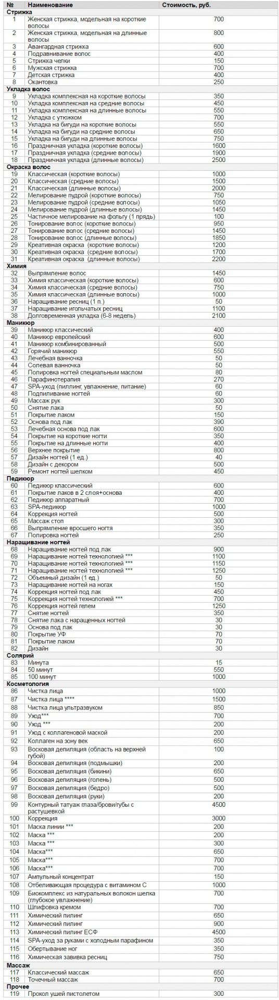 № Наименование Стоимость, руб.
Стрижка
1 Женская стрижка, модельная на короткие 700
волосы
2 Женская стрижка, модельная на длинные 800
волосы
3 Авангардная стрижка 600
4 Подравнивание волос 400
5 Стрижка челки 150
6 Мужская стрижка 700
7 Детская стрижка 400
8 Окантовка 250
Укладка волос
9 Укладка комплексная на короткие волосы 350
10 Укладка комплексная на средние волосы 450
11 Укладка комплексная на длинные волосы 550
12 Укладка с утюжком 700
13 Укладка на бигуди на короткие волосы 550
14 Укладка на бигуди на средние волосы 650
15 Укладка на бигуди на длинные волосы 750
16 Праздничная укладка (короткие волосы) 1600
17 Праздничная укладка (средние волосы) 1900
18 Праздничная укладка (длинные волосы) 2500
Окраска волос
19 Классическая (короткие волосы) 1000
20 Классическая (средние волосы) 1500
21 Классическая (длинные волосы) 2000
22 Мелирование пудрой (короткие волосы) 750
23 Мелирование пудрой (средние волосы) 1050
24 Мелирование пудрой (длинные волосы) 1450
25 Частичное мелирование на фольгу (1 прядь) 100
26 Тонирование волос (короткие волосы) 950
27 Тонирование волос (средние волосы) 1450
28 Тонирование волос (длинные волосы) 1850
29 Креативная окраска (короткие волосы) 1200
30 Креативная окраска (средние волосы) 1700
31 Креативная окраска (длинные волосы) 2200
Химия
32 Выпрямление волос 1450
33 Химия классическая (короткие волосы) 600
34 Химия классическая (средние волосы) 750
35 Химия классическая (длинные волосы) 1000
36 Наращивание ресниц (1 п.) 50
37 Наращивание игольчатых ресниц 1100
38 Долговременная укладка (6-8 недель) 2100
Маникюр
39 Маникюр классический 400
40 Маникюр европейский 600
41 Маникюр комбинированный 500
42 Горячий маникюр 550
43 Лечебная ванночка 50
44 Солевая ванночка 50
45 Полировка ногтей специальным маслом 80
46 Парафинотерапия 270
47 SPA-уход (пиллинг, увлажнение, питание) 60
48 Подпиливание ногтей 60
49 Массаж рук 300
50 Снятие лака 50
51 Покрытие лаком 150
52 Основа под лак 390
53 Лечебная основа под лак 600
54 Покрытие на короткие ногти 350
55 Покрытие на длинные ногти 400
56 Верхнее покрытие 800
57 Дизайн ногтей (1 ед.) 40
58 Дизайн с декором 500
59 Ремонт ногтей шелком 450
Педикюр
60 Педикюр классический 600
61 Покрытие лаков в 2 слоя+основа 400
62 Педикюр аппаратный 700
63 SPA-педикюр 1000
64 Коррекция ногтей 500
65 Массаж стоп 300
66 Выпрямление вросшего ногтя 350
67 Полировка ногтей 250
Наращивание ногтей
68 Наращивание ногтей под лак 900
69 Наращивание ногтей технологией *** 1100
70 Наращивание ногтей технологией *** 1150
71 Наращивание ногтей технологией *** 1250
72 Объемный дизайн (1 ед.) 50
73 Наращивание ногтей на ногах 150
74 Коррекция ногтей под лак 450
75 Коррекция ногтей технологией *** 700
76 Коррекция ногтей гелем 1250
77 Снятие ногтей 350
78 Снятие лака с наращенных ногтей 30
79 Основа под лак 30
80 Покрытие УФ 70
81 Покрытие лаком 70
82 Дизайн 30
Солярий
83 Минута 15
84 50 минут 550
85 100 минут 1000
Косметология
86 Чистка лица 1000
87 Чистка лица **** 1500
88 Чистка лица ультразвуком 850
89 Уход*** 700
90 Уход *** 200
91 Уход с коллагеновой маской 200
92 Коллаген на зону век 650
93 Восковая депиляция (область на верхней 100
губой)
94 Восковая депиляция (подмышки) 200
95 Восковая депиляция (бикини) 650
96 Восковая депиляция (голень) 500
97 Восковая депиляция (бедро) 500
98 Восковая депиляция (руки) 200
99 Контурный татуаж глаза/брови/губы с 4500
растушевкой
100 Коррекция 3000
101 Маска линии *** 200
102 Маска *** 200
103 Маска *** 300
104 Маска*** 650
105 Маска*** 700
106 Маска*** 700
107 Ампульный концентрат 150
108 Отбеливающая процедура с витамином С 1000
109 Биокомплекс из натуральных волокон шелка 700
(глубокое увлажнение)
110 Шлифовка кремом 700
111 Химический пилинг 650
112 Химический пилинг 900
113 Химический пилинг ЕСФ 4500
114 SPA-уход за руками с холодным парафином 350
115 Обертывание ног 350
116 Химическая завивка ресниц 750
Массаж
117 Классический массаж 650
118 Точечный массаж 700
Прочее
119 Прокол ушей пистолетом 300